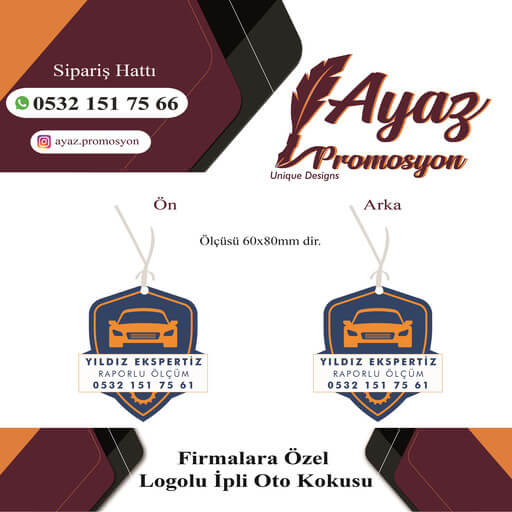 Sipariş Hattı
0532 151 75 66
ayaz.promosyon
Ayaz
Promosyon
Unique Designs
Ön
Arka
Ölçüsü 60x80mm dir.
YILDIZ EKSPERTİZ
RAPORLU ÖLÇÜM
0532 151 75 61
YILDIZ EKSPERTİZ
RAPORLU ÖLÇÜM
0532 151 75 61
Firmalara Özel
Logolu İpli Oto Kokusu